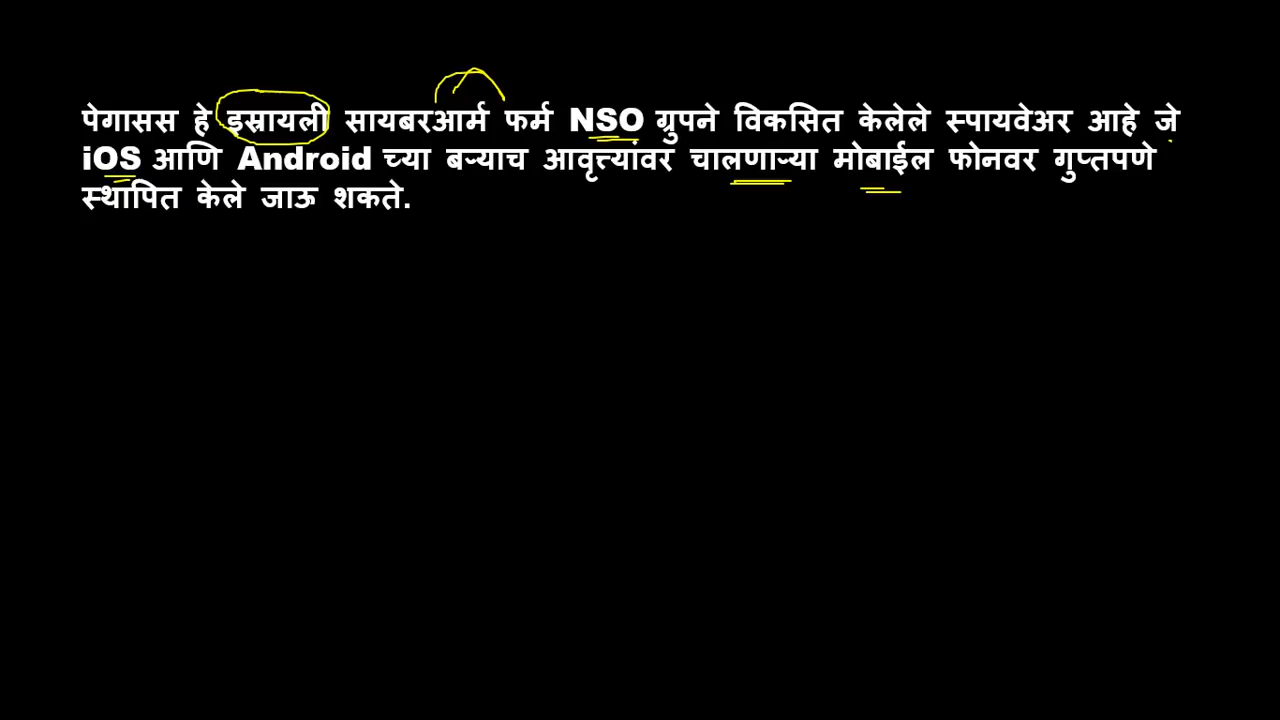 पेगासस हे इस्रायली सायबरआर्म फर्म NSO ग्रुपने विकसित केलेले स्पायवेअर आहे जे
iOS आणि Android च्या बऱ्याच आवृत्त्यांवर चालणाऱ्या मोबाईल फोनवर गुप्तपणे
स्थापित केले जाऊ शकते.